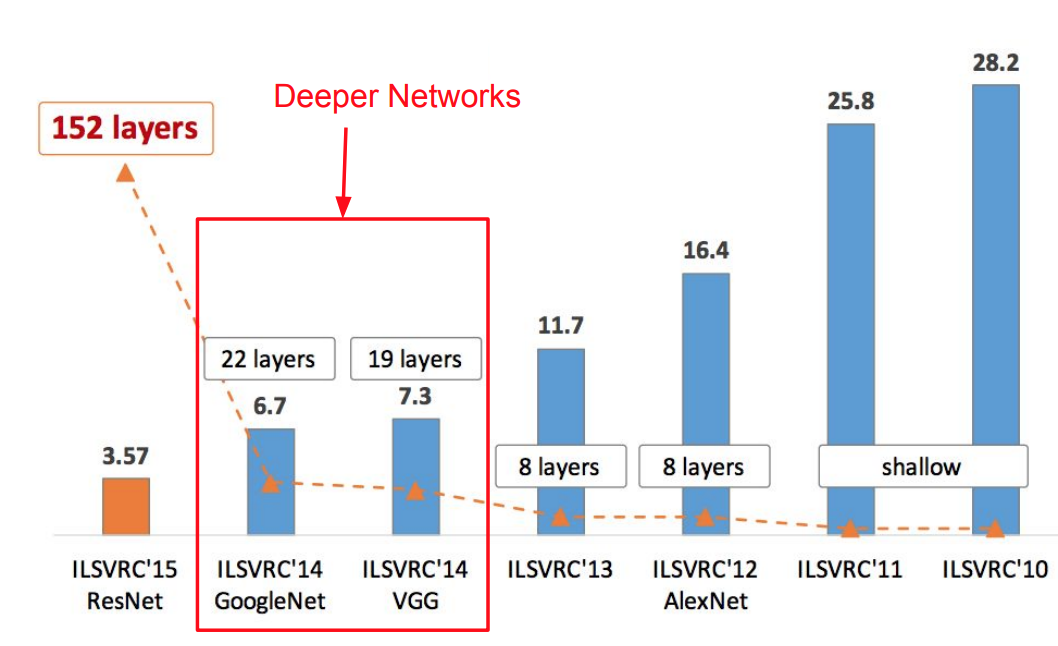 Deeper Networks
152 layers
28.2
25.8
16.4
11.7
22 layers
19 layers
6.7
7.3
3.57
8 layers
8 layers
shallow
ILSVRC'15
ResNet
ILSVRC'14
GoogleNet
ILSVRC'14
VGG
ILSVRC'13
ILSVRC'12
AlexNet
ILSVRC'11
ILSVRC'10